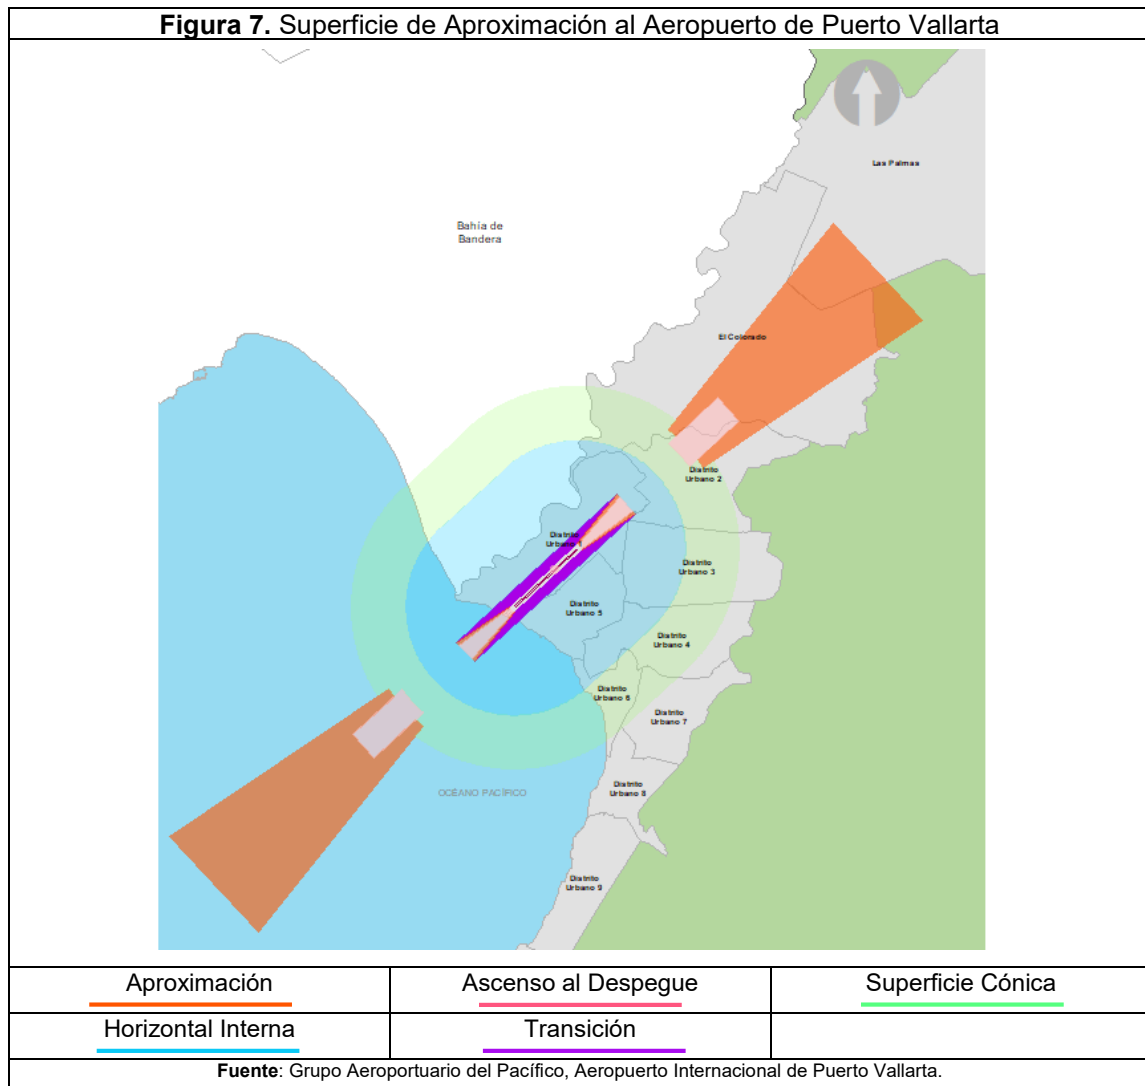 Figura 7. Superficie de Aproximación al Aeropuerto de Puerto Vallarta
Las Palmas
Bahía de
Bandera
El Colorado
Distrito
Urbano 2
Distrito
Urbano 1
Distrito
Urbano 3
Distrito
Urbano 5
Distrito
Urbano 4
Distrito
Urbano 6
Distrito
Urbano 7
Distrito
Urbano 8
OCÉANO PACÍFICO
Distrito
Urbano 9
Aproximación
Ascenso al Despegue
Superficie Cónica
Horizontal Interna
Transición
Fuente: Grupo Aeroportuario del Pacífico, Aeropuerto Internacional de Puerto Vallarta.